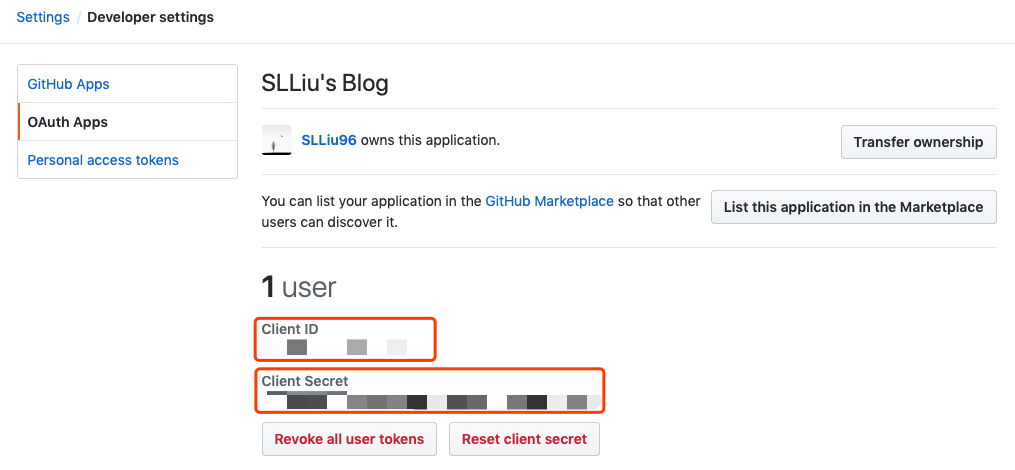 Settings / Developer settings
GitHub Apps
OAuth Apps
Personal access tokens
SLLiu's Blog
SLLiu96 owns this application.
Transfer ownership
You can list your application in the GitHub Marketplace so that other
users can discover it.
List this application in the Marketplace
1 user
Client ID
Client Secret
Revoke all user tokens
Reset client secret